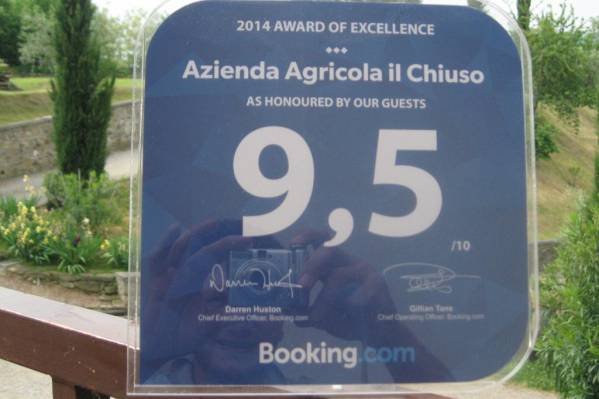 2014 AWARD OF EXCELLENCE
Azienda Agricola il Chiuso
AS HONOURED BY OUR GUESTS
9,5
/10
Darren Huston
Gillian Tans
Chief Executive Officer, Booking.com
Chief Operating Officer, Booking.com
Booking.com